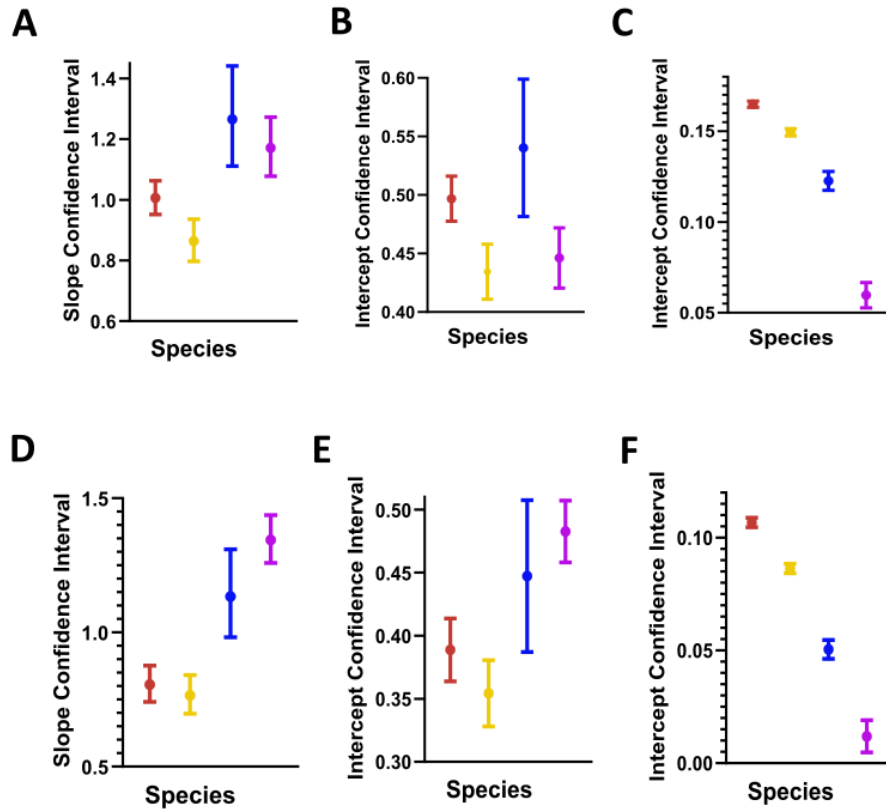 A
Slope Confidence Interval
1.4
1.2
1.0
0.8
0.6
Species
B
Intercept Confidence Interval
0.60
0.55
0.50
0.45
0.40
Species
C
Intercept Confidence Interval
0.15
0.10
0.05
Species
D
Slope Confidence Interval
1.5
1.0
0.5
Species
E
Intercept Confidence Interval
0.50
0.45
0.40
0.35
0.30
Species
F
Intercept Confidence Interval
0.10
0.05
0.00
Species